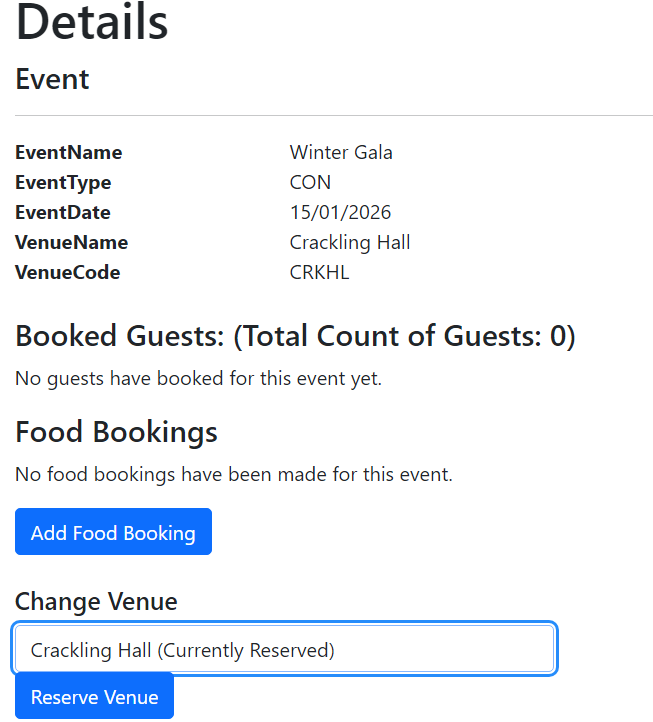 Details
Event
EventName Winter Gala
EventType CON
EventDate 15/01/2026
VenueName Crackling Hall
VenueCode CRKHL
Booked Guests: (Total Count of Guests: 0)
No guests have booked for this event yet.
Food Bookings
No food bookings have been made for this event.
Add Food Booking
Change Venue
Crackling Hall (Currently Reserved)
Reserve Venue